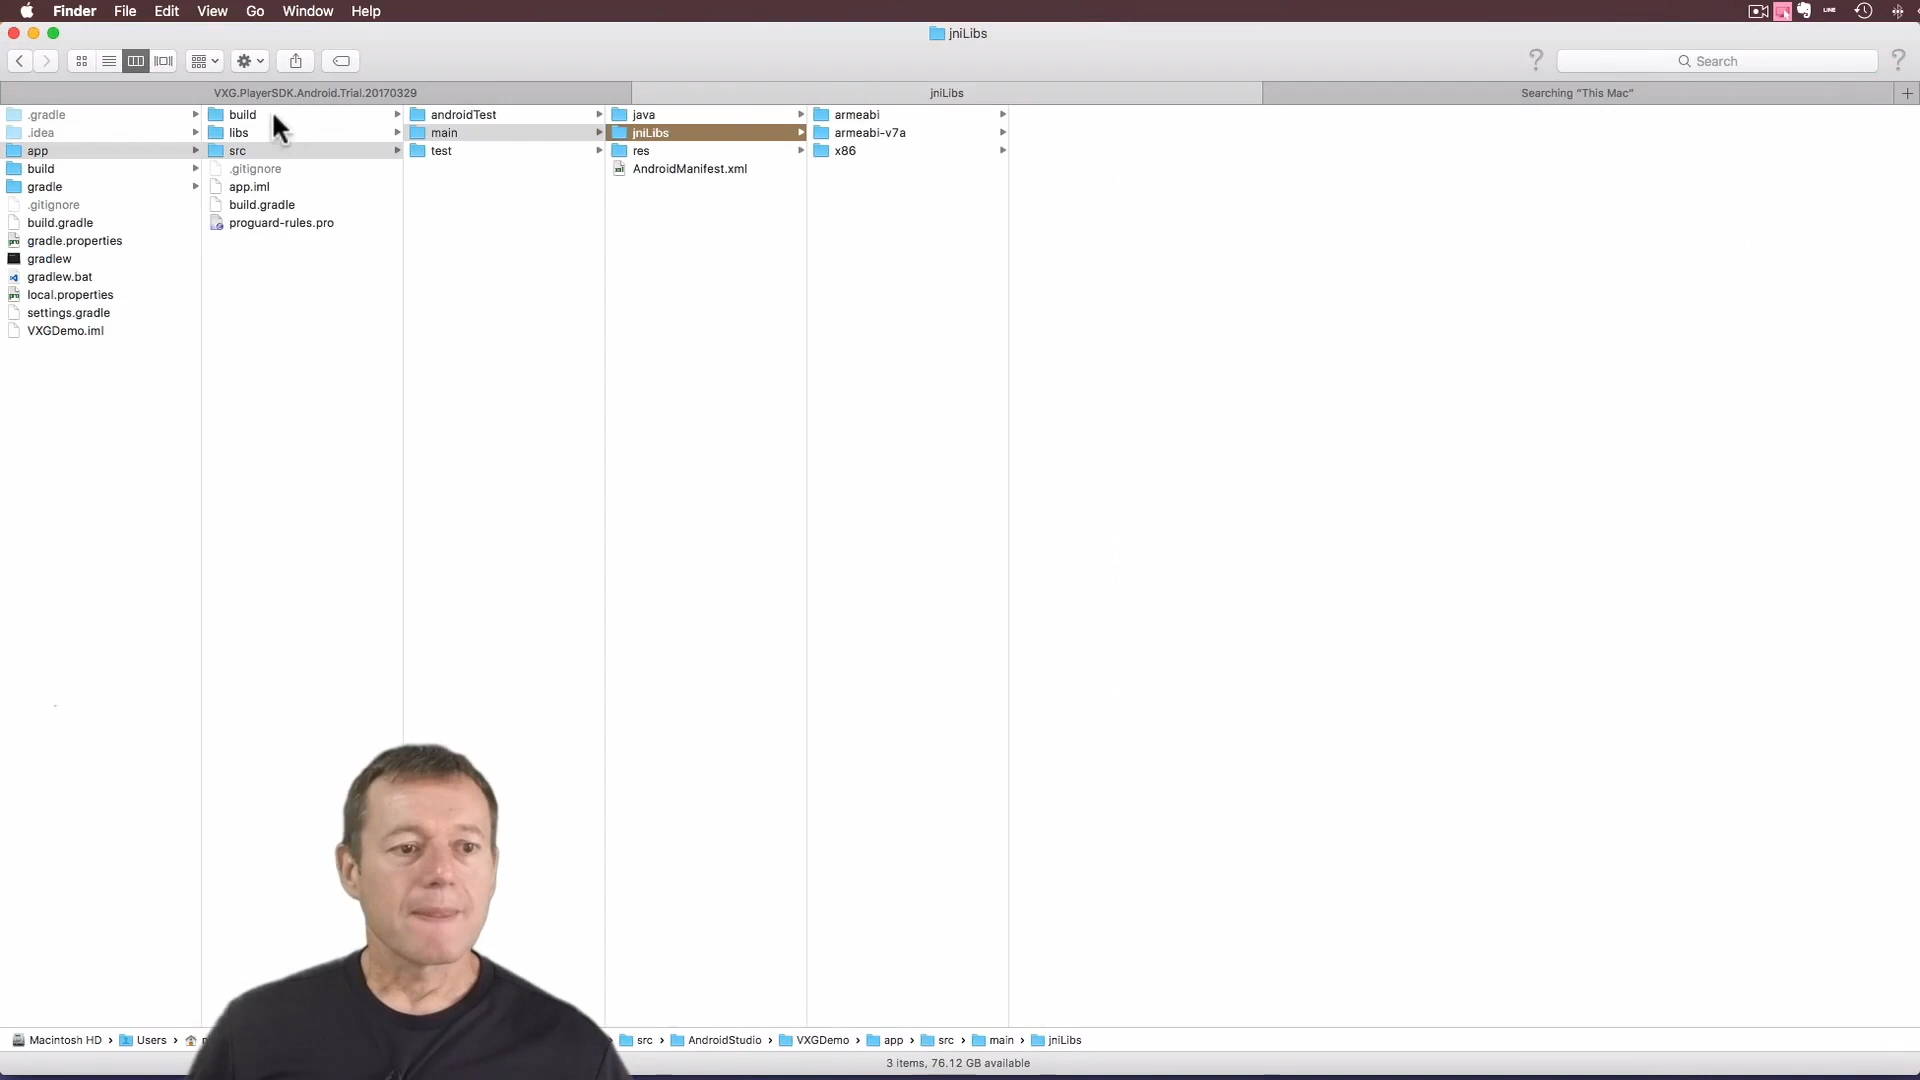 Finder File Edit View Go Window Help
LINE
jniLibs
Search
VXG.PlayerSDK.Android.Trial.20170329
jniLibs
Searching “This Mac”
.gradle
.idea
app
build
gradle
.gitignore
build.gradle
gradle.properties
gradlew
gradlew.bat
local.properties
settings.gradle
VXGDemo.iml
build
libs
src
.gitignore
app.iml
build.gradle
proguard-rules.pro
androidTest
main
test
java
jniLibs
res
AndroidManifest.xml
armeabi
armeabi-v7a
x86
Macintosh HD › Users › src › AndroidStudio › VXGDemo › app › src › main › jniLibs
3 items, 76.12 GB available